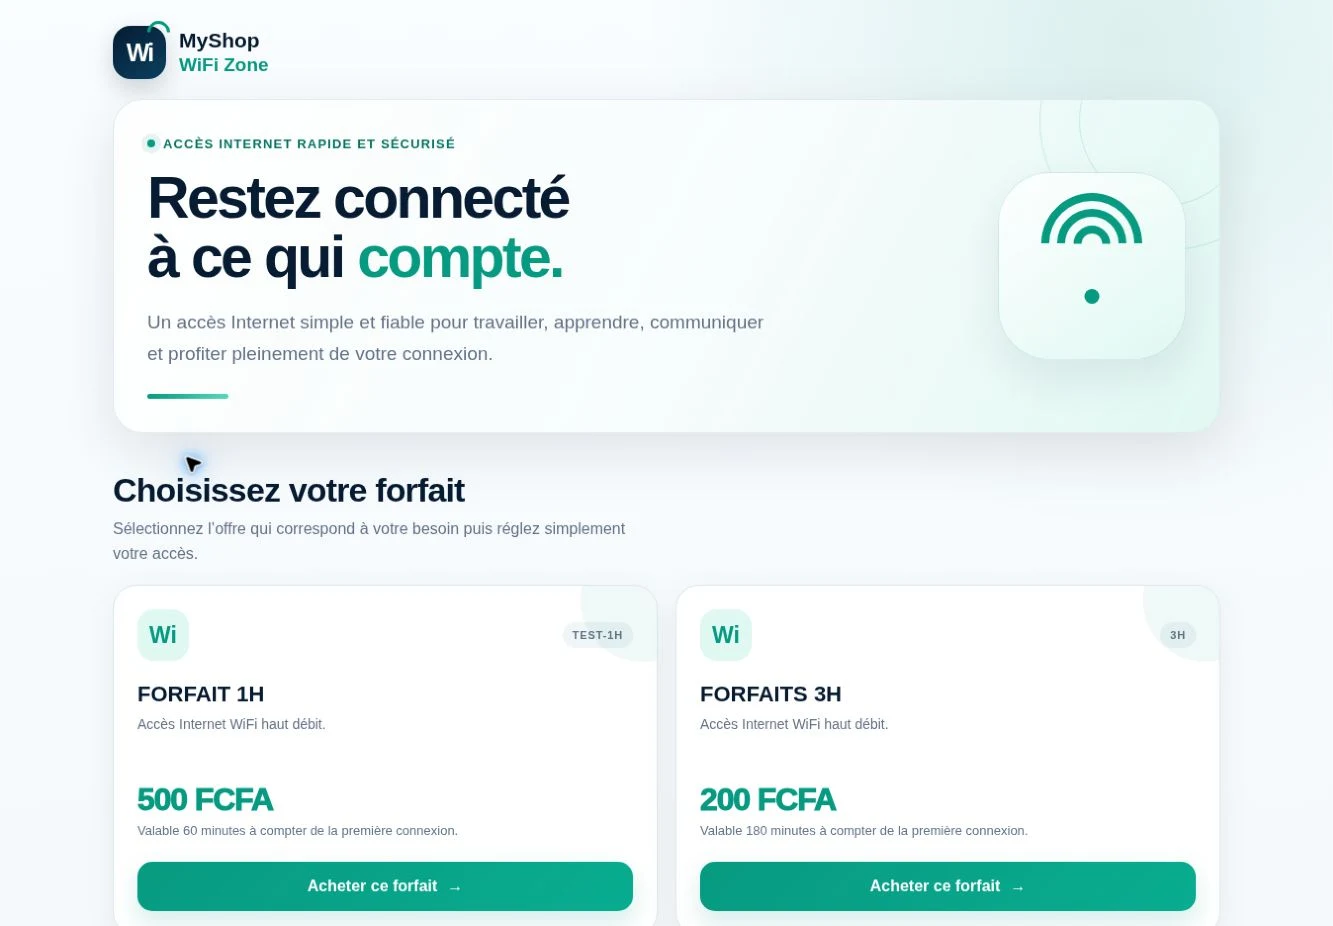 Wi
MyShop
WiFi Zone
ACCÈS INTERNET RAPIDE ET SÉCURISÉ
Restez connecté
à ce qui compte.
Un accès Internet simple et fiable pour travailler, apprendre, communiquer
et profiter pleinement de votre connexion.
Choisissez votre forfait
Sélectionnez l'offre qui correspond à votre besoin puis réglez simplement
votre accès.
Wi
TEST-1H
FORFAIT 1H
Accès Internet WiFi haut débit.
500 FCFA
Valable 60 minutes à compter de la première connexion.
Acheter ce forfait →
Wi
3H
FORFAITS 3H
Accès Internet WiFi haut débit.
200 FCFA
Valable 180 minutes à compter de la première connexion.
Acheter ce forfait →